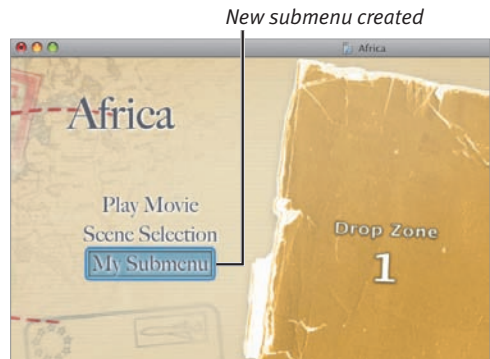 New submenu created
Africa
Africa
Play Movie
Scene Selection
My Submenu
Drop Zone
1